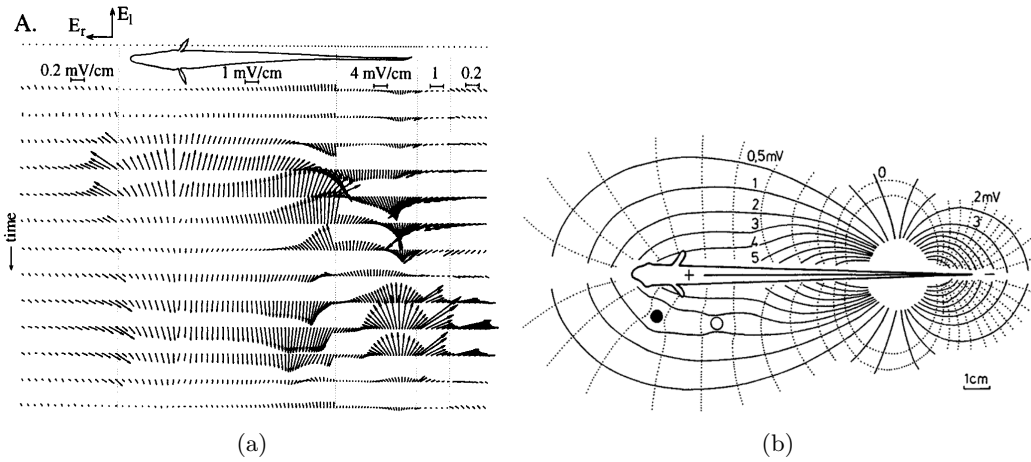 A.
E_r
E_l
0.2 mV/cm
1 mV/cm
4 mV/cm
1
0.2
time
0,5mV
1
2
3
4
5
0
2mV
3
+
−
1cm
(a)
(b)